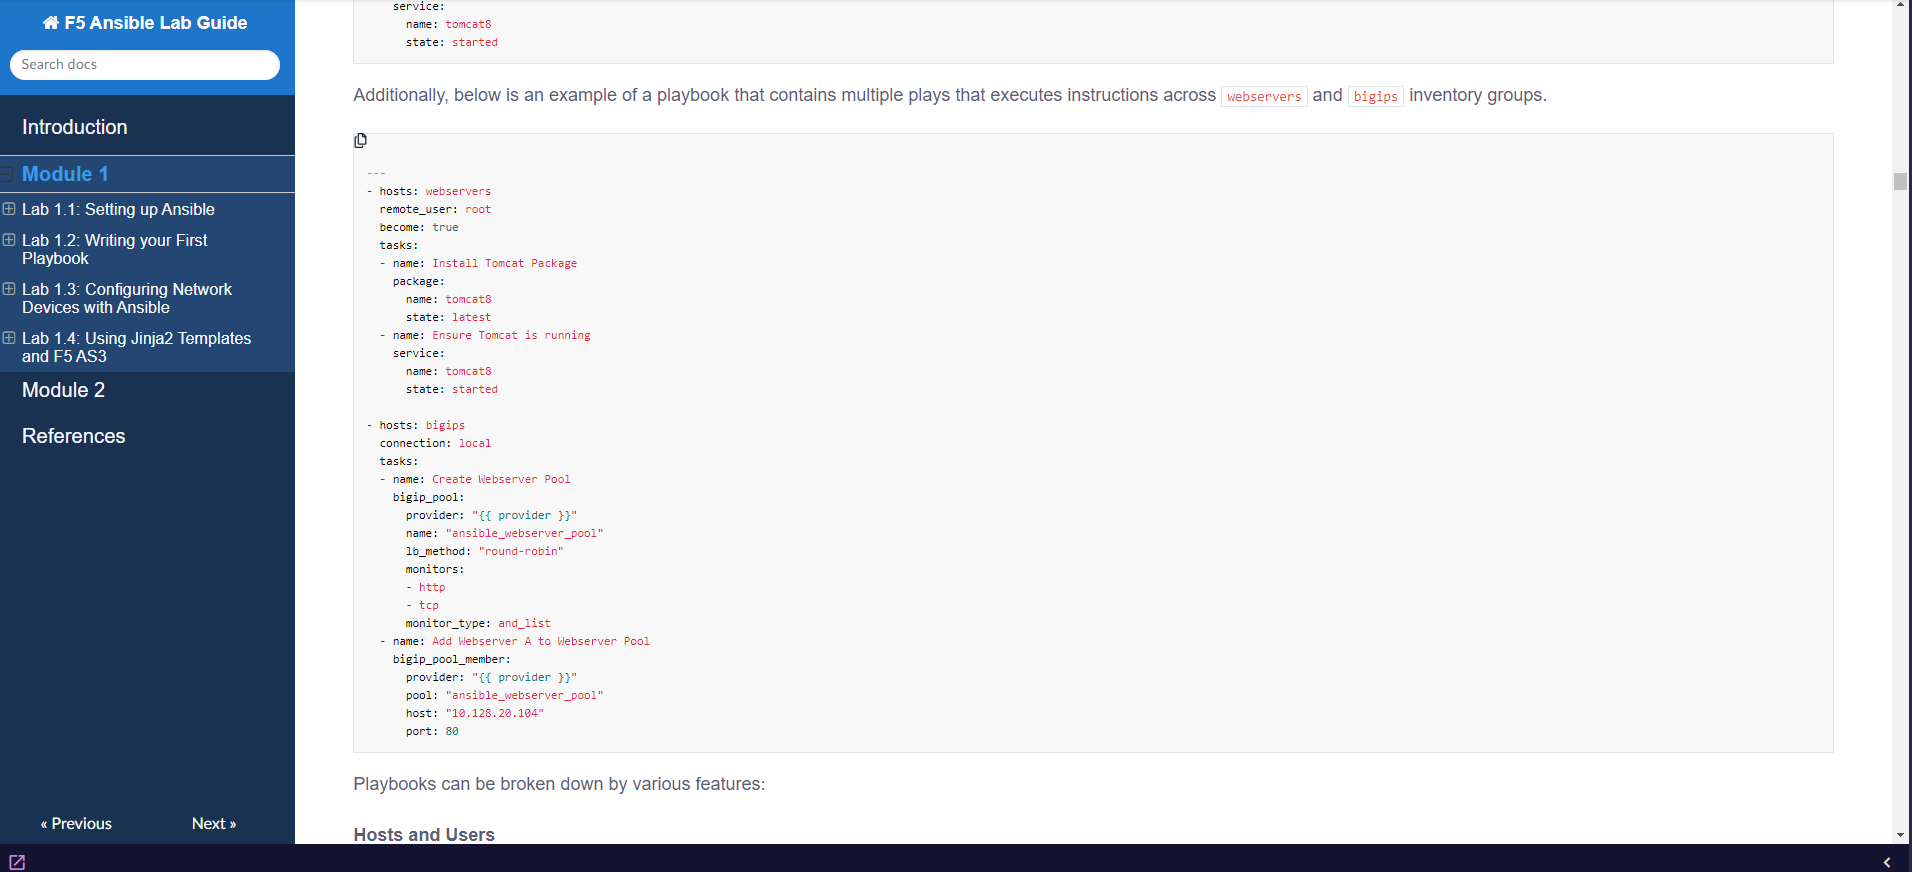 F5 Ansible Lab Guide
Search docs
Introduction
Module 1
Lab 1.1: Setting up Ansible
Lab 1.2: Writing your First
Playbook
Lab 1.3: Configuring Network
Devices with Ansible
Lab 1.4: Using Jinja2 Templates
and F5 AS3
Module 2
References
« Previous
Next »
service:
name: tomcat8
state: started
Additionally, below is an example of a playbook that contains multiple plays that executes instructions across webservers and bigips inventory groups.
---
- hosts: webservers
remote_user: root
become: true
tasks:
- name: Install Tomcat Package
package:
name: tomcat8
state: latest
- name: Ensure Tomcat is running
service:
name: tomcat8
state: started
- hosts: bigips
connection: local
tasks:
- name: Create Webserver Pool
bigip_pool:
provider: "{{ provider }}"
name: "ansible_webserver_pool"
lb_method: "round-robin"
monitors:
- http
- tcp
monitor_type: and_list
- name: Add Webserver A to Webserver Pool
bigip_pool_member:
provider: "{{ provider }}"
pool: "ansible_webserver_pool"
host: "10.128.20.104"
port: 80
Playbooks can be broken down by various features:
Hosts and Users